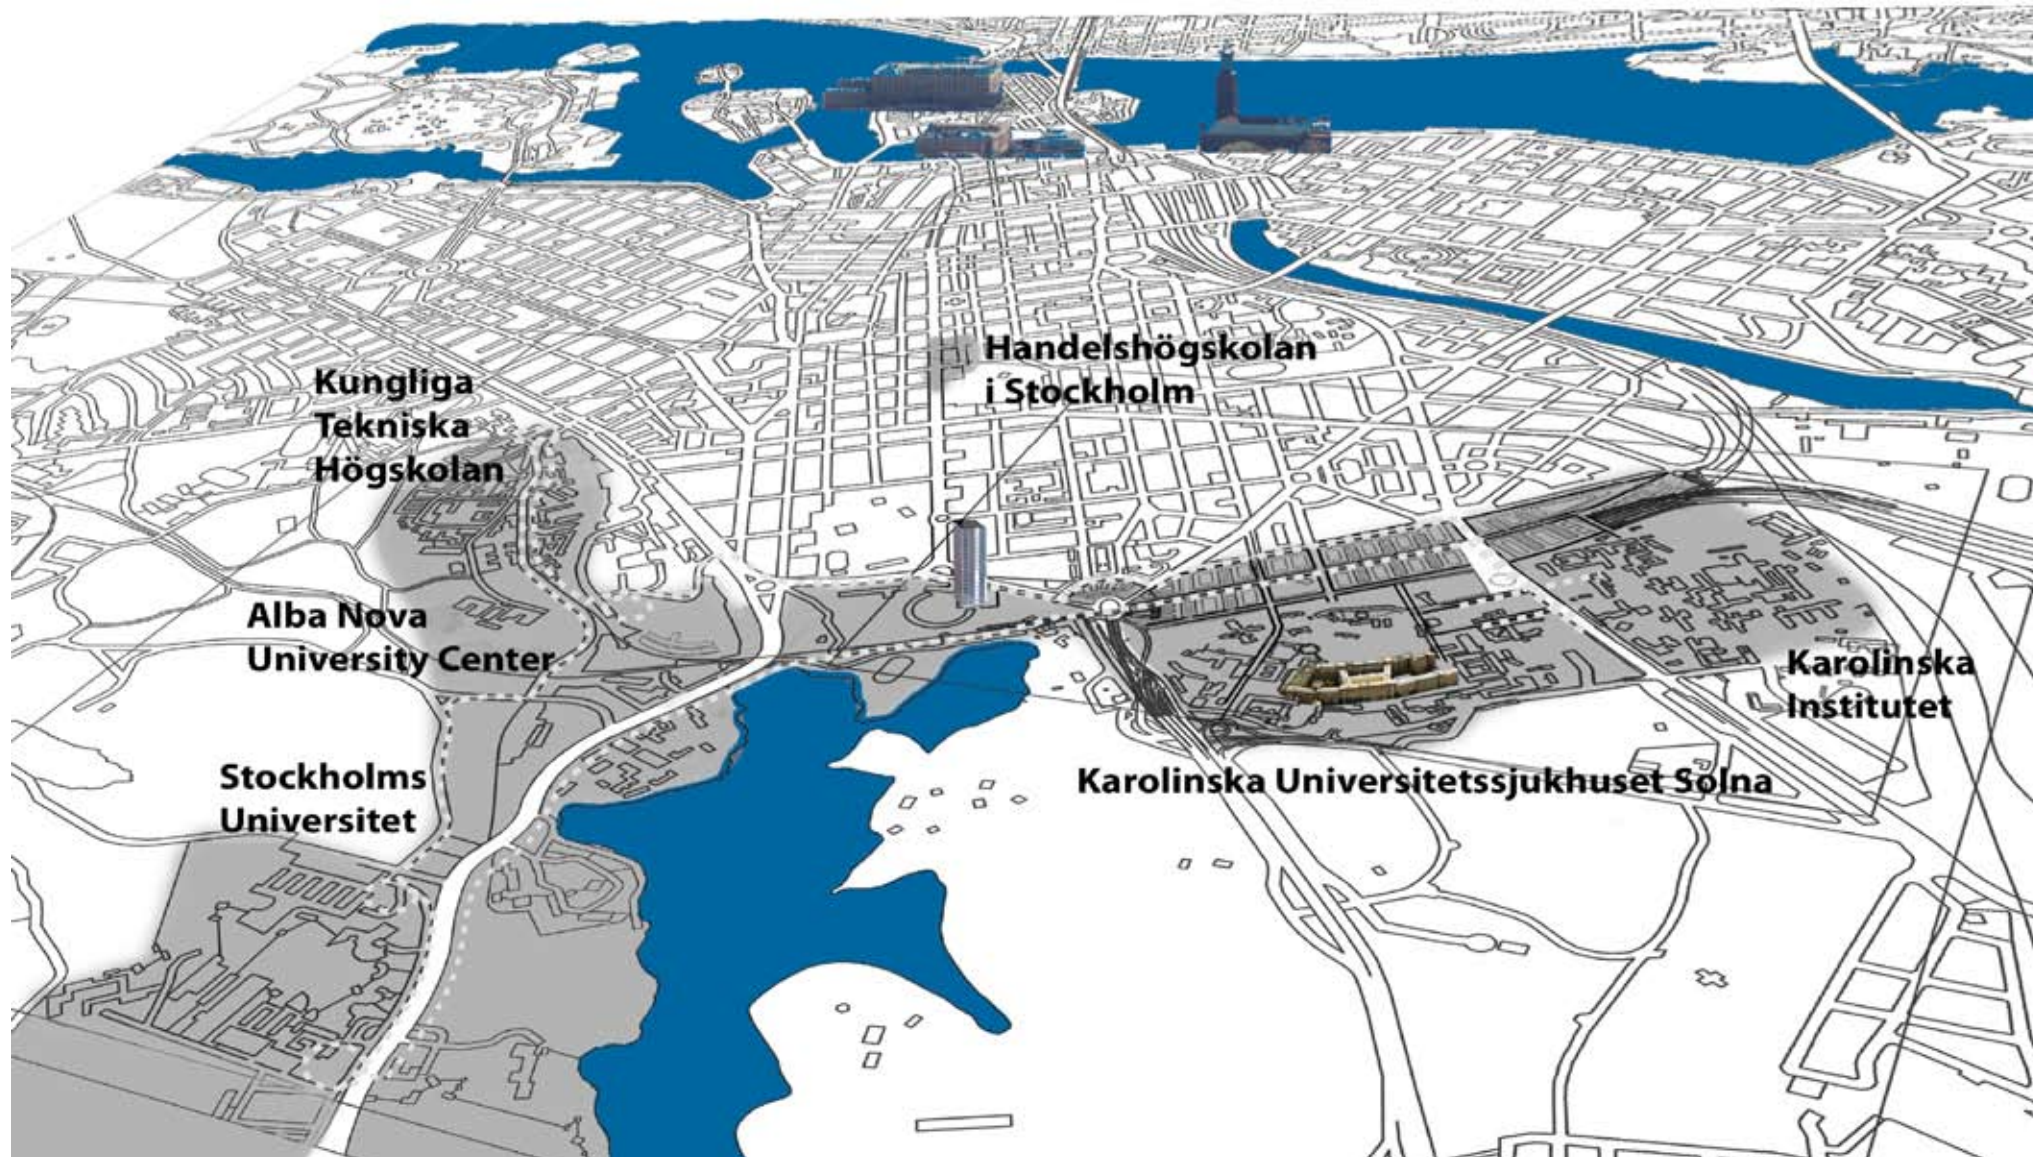 Handelshögskolan
i Stockholm
Kungliga
Tekniska
Högskolan
Alba Nova
University Center
Karolinska
Institutet
Stockholms
Universitet
Karolinska Universitetssjukhuset Solna